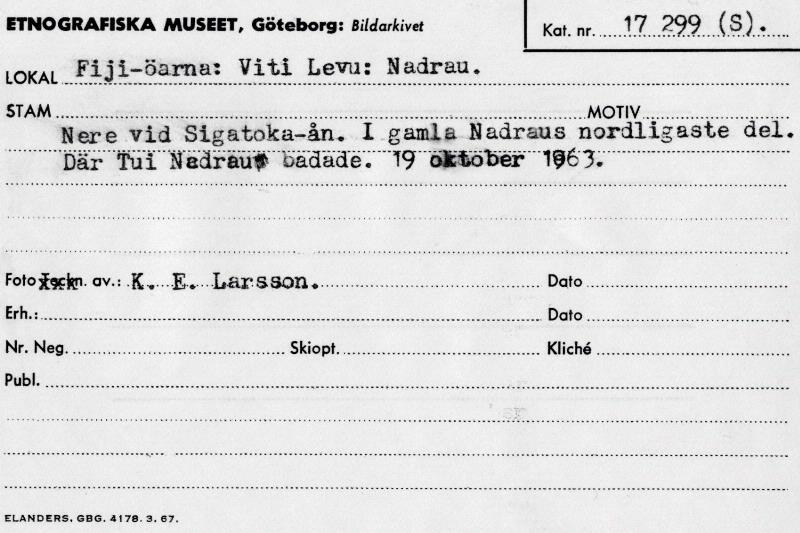 ETNOGRAFISKA MUSEET, Göteborg: Bildarkivet
Kat. nr. 17 299 (S).
LOKAL Fiji-öarna: Viti Levu: Nadrau.
STAM MOTIV
Nere vid Sigatoka-ån. I gamla Nadraus nordligaste del.
Där Tui Nadrau badade. 19 oktober 1963.
Foto Teckn. av.: K. E. Larsson. Dato
Erh.: Dato
Nr. Neg. Skiopt. Kliché
Publ.
ELANDERS. GBG. 4178. 3. 67.